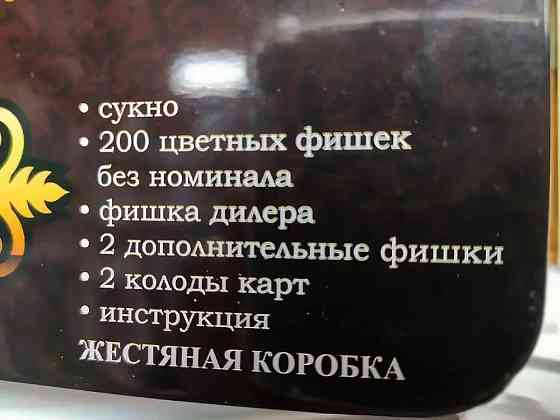 • сукно
• 200 цветных фишек
без номинала
• фишка дилера
• 2 дополнительные фишки
• 2 колоды карт
• инструкция
ЖЕСТЯНАЯ КОРОБКА